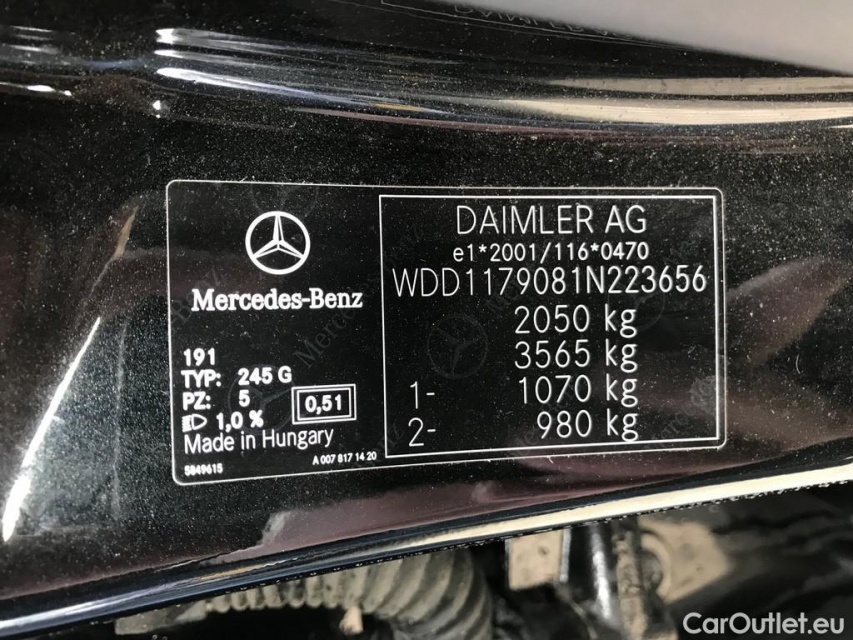 Mercedes-Benz
191
TYP: 245 G
PZ: 5
1,0 %
0,51
Made in Hungary
5849615
A 007 817 14 20
DAIMLER AG
e1*2001/116*0470
WDD1179081N223656
2050 kg
3565 kg
1- 1070 kg
2- 980 kg
CarOutlet.eu